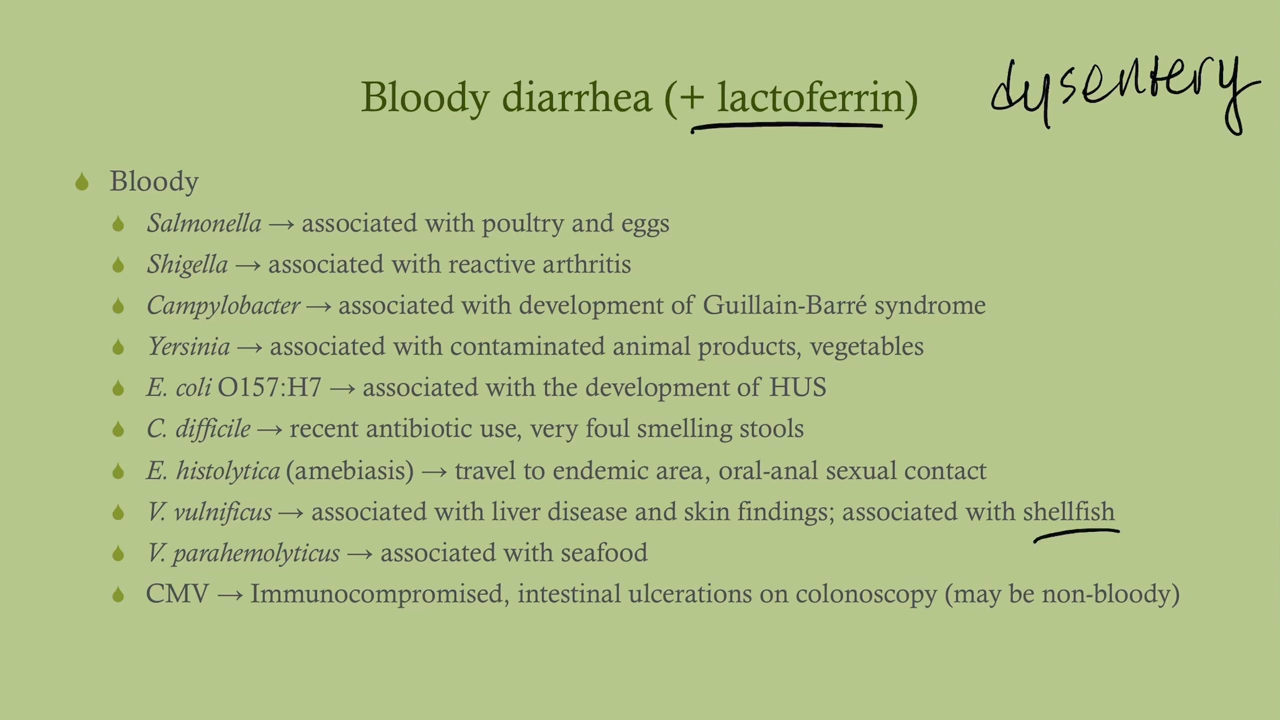 Bloody diarrhea (+ lactoferrin) dysentery
Bloody
Salmonella → associated with poultry and eggs
Shigella → associated with reactive arthritis
Campylobacter → associated with development of Guillain-Barré syndrome
Yersinia → associated with contaminated animal products, vegetables
E. coli O157:H7 → associated with the development of HUS
C. difficile → recent antibiotic use, very foul smelling stools
E. histolytica (amebiasis) → travel to endemic area, oral-anal sexual contact
V. vulnificus → associated with liver disease and skin findings; associated with shellfish
V. parahemolyticus → associated with seafood
CMV → Immunocompromised, intestinal ulcerations on colonoscopy (may be non-bloody)